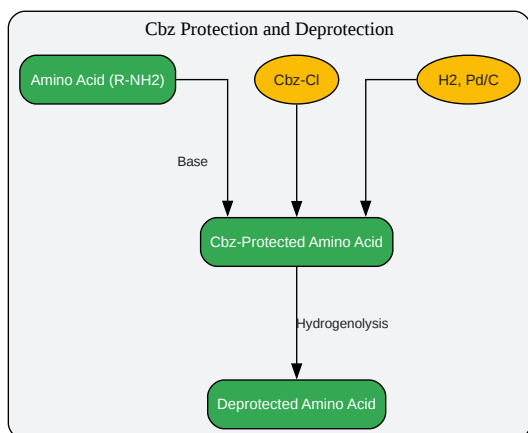 Cbz Protection and Deprotection
Amino Acid (R-NH2)
Cbz-Cl
H2, Pd/C
Base
Cbz-Protected Amino Acid
Hydrogenolysis
Deprotected Amino Acid